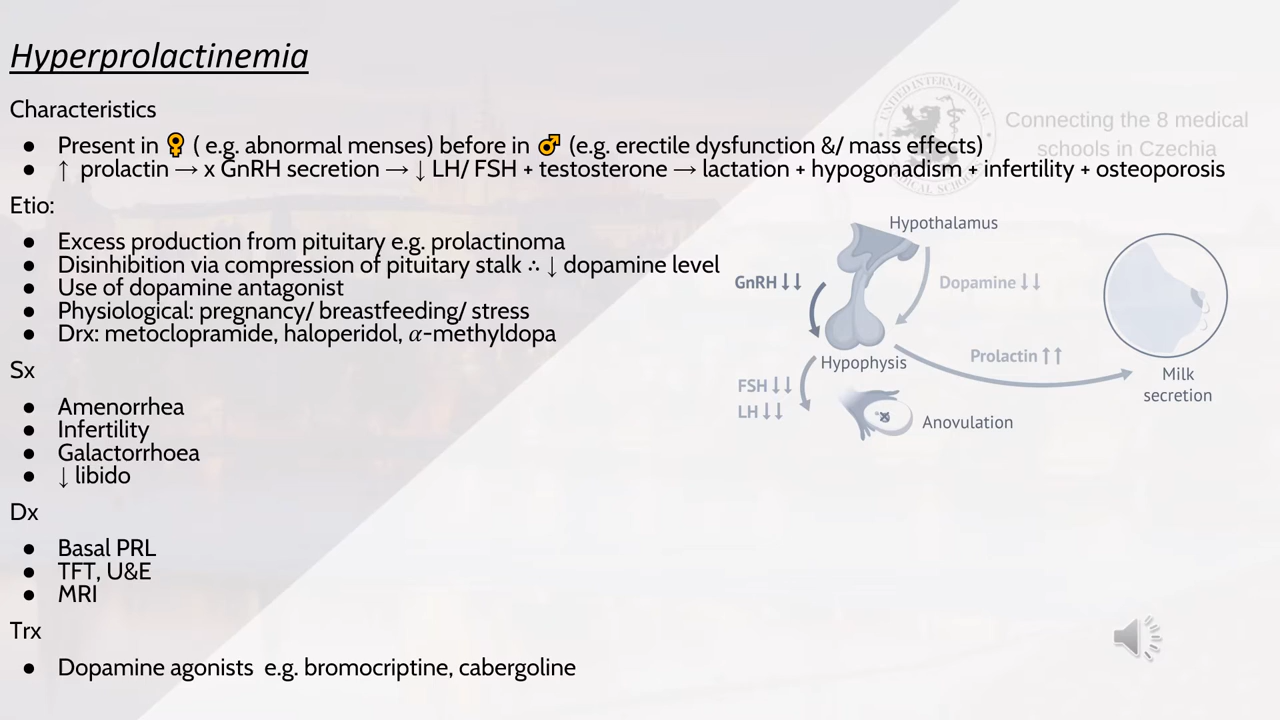 Hyperprolactinemia
Characteristics
● Present in ♀ ( e.g. abnormal menses) before in ♂ (e.g. erectile dysfunction &/ mass effects)
● ↑ prolactin → x GnRH secretion → ↓ LH/ FSH + testosterone → lactation + hypogonadism + infertility + osteoporosis
Etio:
● Excess production from pituitary e.g. prolactinoma
● Disinhibition via compression of pituitary stalk ∴ ↓ dopamine level
● Use of dopamine antagonist
● Physiological: pregnancy/ breastfeeding/ stress
● Drx: metoclopramide, haloperidol, α-methyldopa
Sx
● Amenorrhea
● Infertility
● Galactorrhoea
● ↓ libido
Dx
● Basal PRL
● TFT, U&E
● MRI
Trx
● Dopamine agonists e.g. bromocriptine, cabergoline
UNITED INTERNATIONAL
Connecting the 8 medical
schools in Czechia
Hypothalamus
GnRH ↓↓
Dopamine ↓↓
Hypophysis
Prolactin ↑↑
Milk
secretion
FSH ↓↓
LH ↓↓
Anovulation